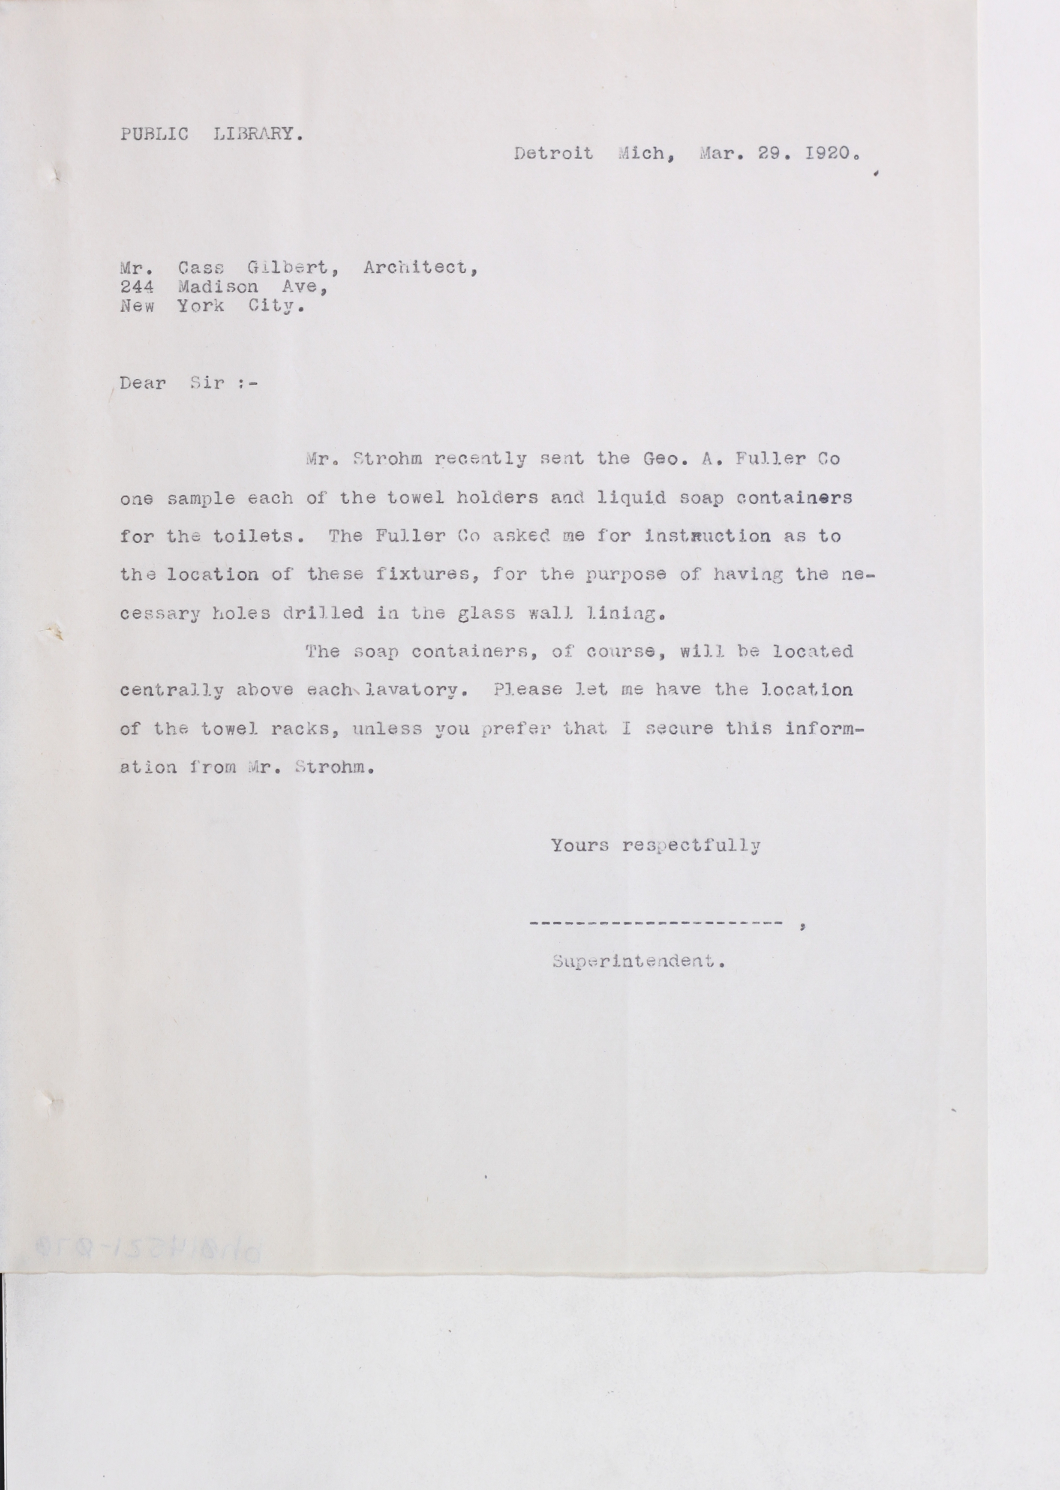 PUBLIC LIBRARY.
Detroit Mich, Mar. 29. I920.
Mr. Cass Gilbert, Architect,
244 Madison Ave,
New York City.
Dear Sir :-
Mr. Strohm recently sent the Geo. A. Fuller Co
one sample each of the towel holders and liquid soap containers
for the toilets. The Fuller Co asked me for instruction as to
the location of these fixtures, for the purpose of having the ne-
cessary holes drilled in the glass wall lining.
The soap containers, of course, will be located
centrally above each lavatory. Please let me have the location
of the towel racks, unless you prefer that I secure this inform-
ation from Mr. Strohm.
Yours respectfully
---------------------- ,
Superintendent.